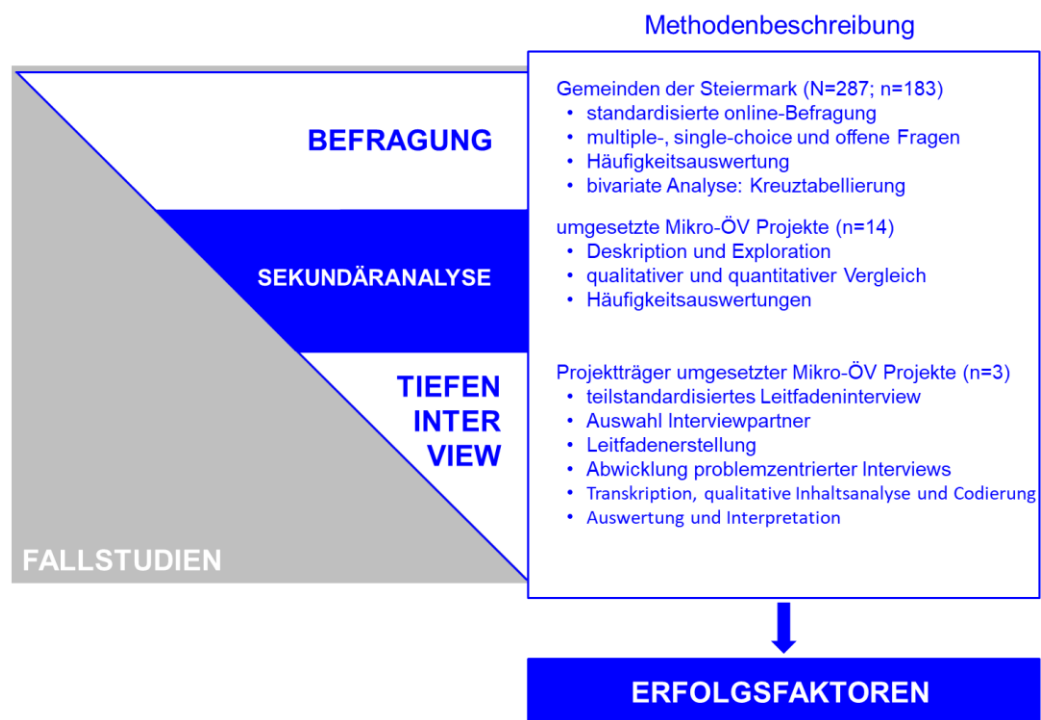 Methodenbeschreibung
BEFRAGUNG
Gemeinden der Steiermark (N=287; n=183)
• standardisierte online-Befragung
• multiple-, single-choice und offene Fragen
• Häufigkeitsauswertung
• bivariate Analyse: Kreuztabellierung
SEKUNDÄRANALYSE
umgesetzte Mikro-ÖV Projekte (n=14)
• Deskription und Exploration
• qualitativer und quantitativer Vergleich
• Häufigkeitsauswertungen
TIEFEN
INTER
VIEW
Projektträger umgesetzter Mikro-ÖV Projekte (n=3)
• teilstandardisiertes Leitfadeninterview
• Auswahl Interviewpartner
• Leitfadenerstellung
• Abwicklung problemzentrierter Interviews
• Transkription, qualitative Inhaltsanalyse und Codierung
• Auswertung und Interpretation
FALLSTUDIEN
ERFOLGSFAKTOREN